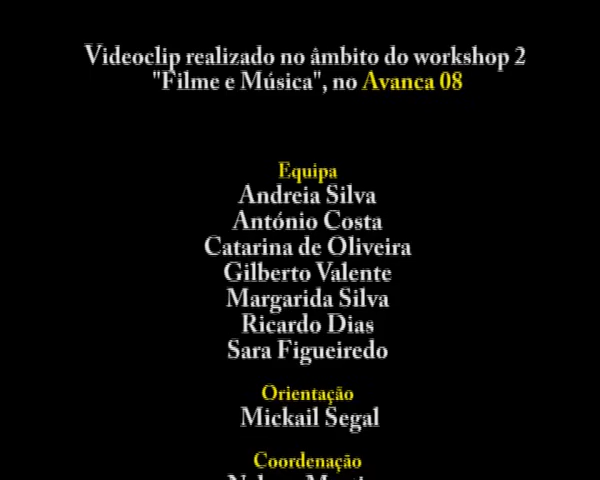 Videoclip realizado no âmbito do workshop 2
"Filme e Música", no Avanca 08
Equipa
Andreia Silva
António Costa
Catarina de Oliveira
Gilberto Valente
Margarida Silva
Ricardo Dias
Sara Figueiredo
Orientação
Mickail Segal
Coordenação